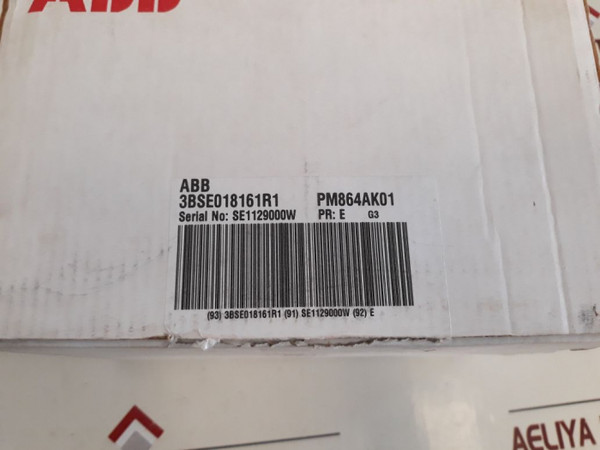 ABB
ABB
3BSE018161R1 PM864AK01
Serial No: SE1129000W PR: E G3
(93) 3BSE018161R1 (91) SE1129000W (92) E
AELIYA